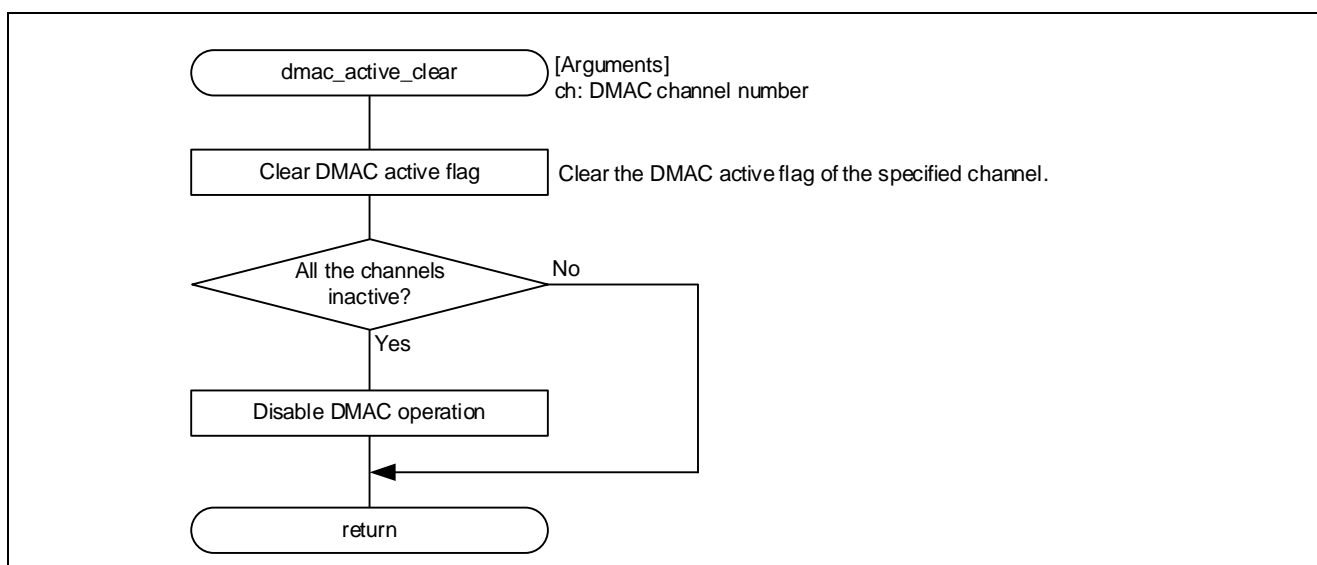 dmac_active_clear
[Arguments]
ch: DMAC channel number
Clear DMAC active flag
Clear the DMAC active flag of the specified channel.
All the channels
inactive?
No
Yes
Disable DMAC operation
return